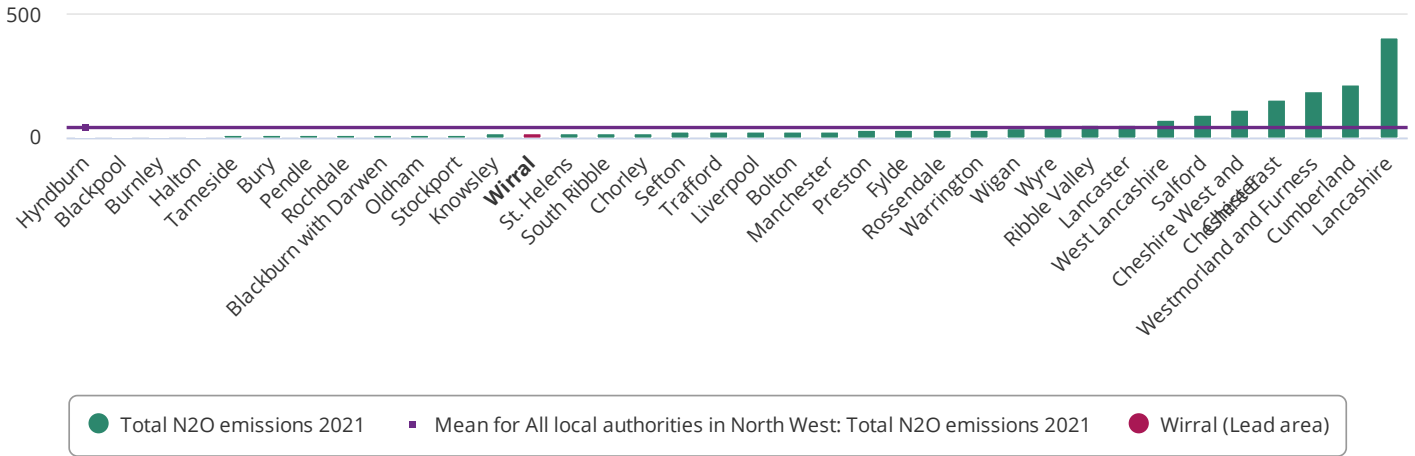 500
0
Hyndburn
Blackpool
Burnley
Halton
Tameside
Bury
Pendle
Rochdale
Blackburn with Darwen
Oldham
Stockport
Knowsley
Wirral
St. Helens
South Ribble
Chorley
Sefton
Trafford
Liverpool
Bolton
Manchester
Preston
Fylde
Rossendale
Warrington
Wigan
Wyre
Ribble Valley
Lancaster
West Lancashire
Salford
Cheshire West and
Chester
Cheshire East
Westmorland and Furness
Cumberland
Lancashire
Total N2O emissions 2021
Mean for All local authorities in North West: Total N2O emissions 2021
Wirral (Lead area)